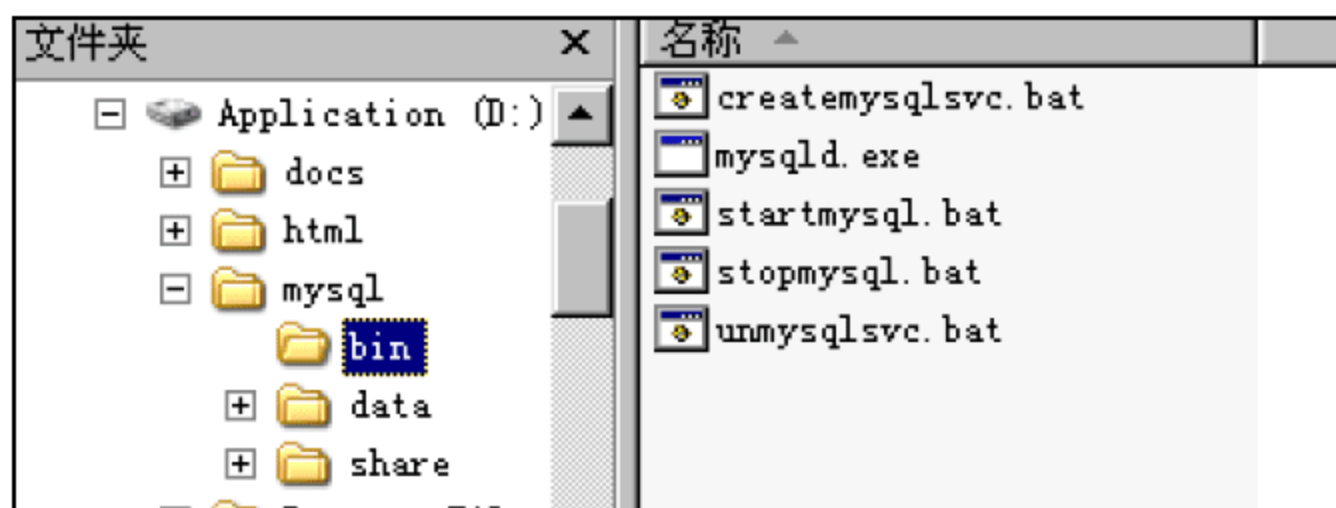 文件夹
Application (D:)
docs
html
mysql
bin
data
share
名称
createmysqlsvc.bat
mysqld.exe
startmysql.bat
stopmysql.bat
unmysqlsvc.bat